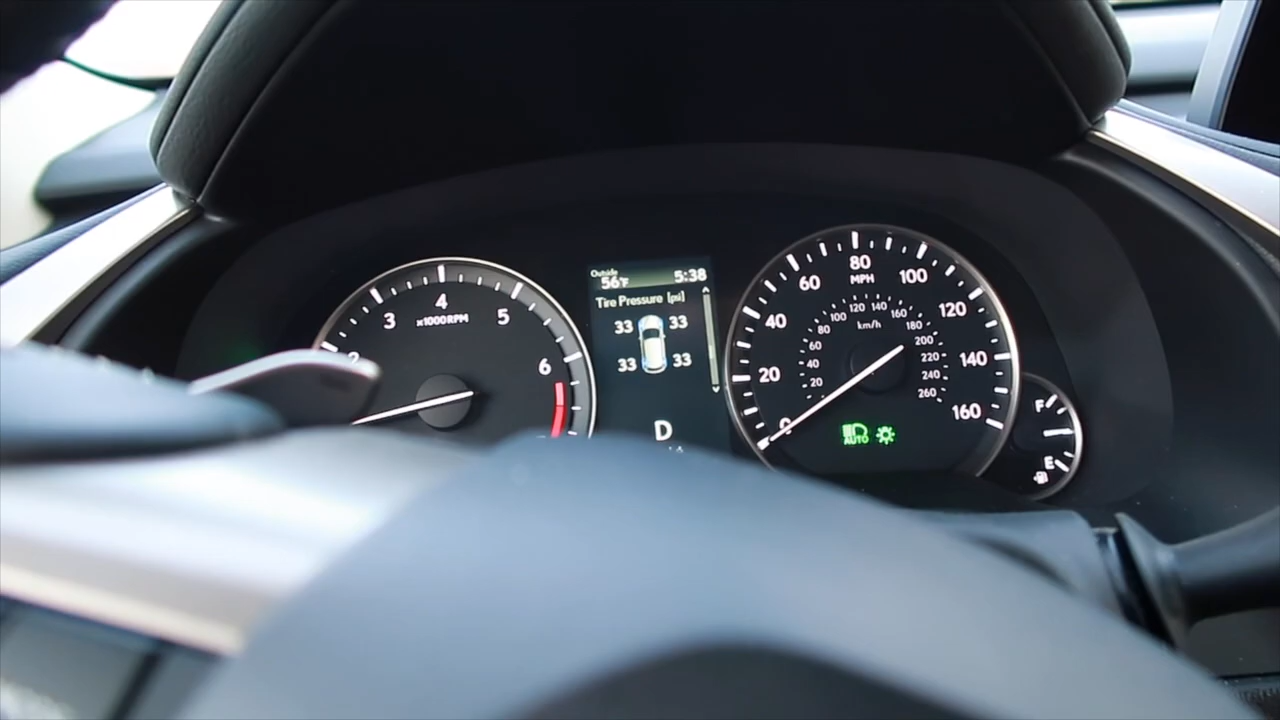 Outside
56°F 5:38
Tire Pressure [psi]
33 33
33 33
D
2
3
4
5
6
x1000RPM
0
20
40
60
80
100
120
140
160
MPH
km/h
20
40
60
80
100
120
140
160
180
200
220
240
260
AUTO
F
E